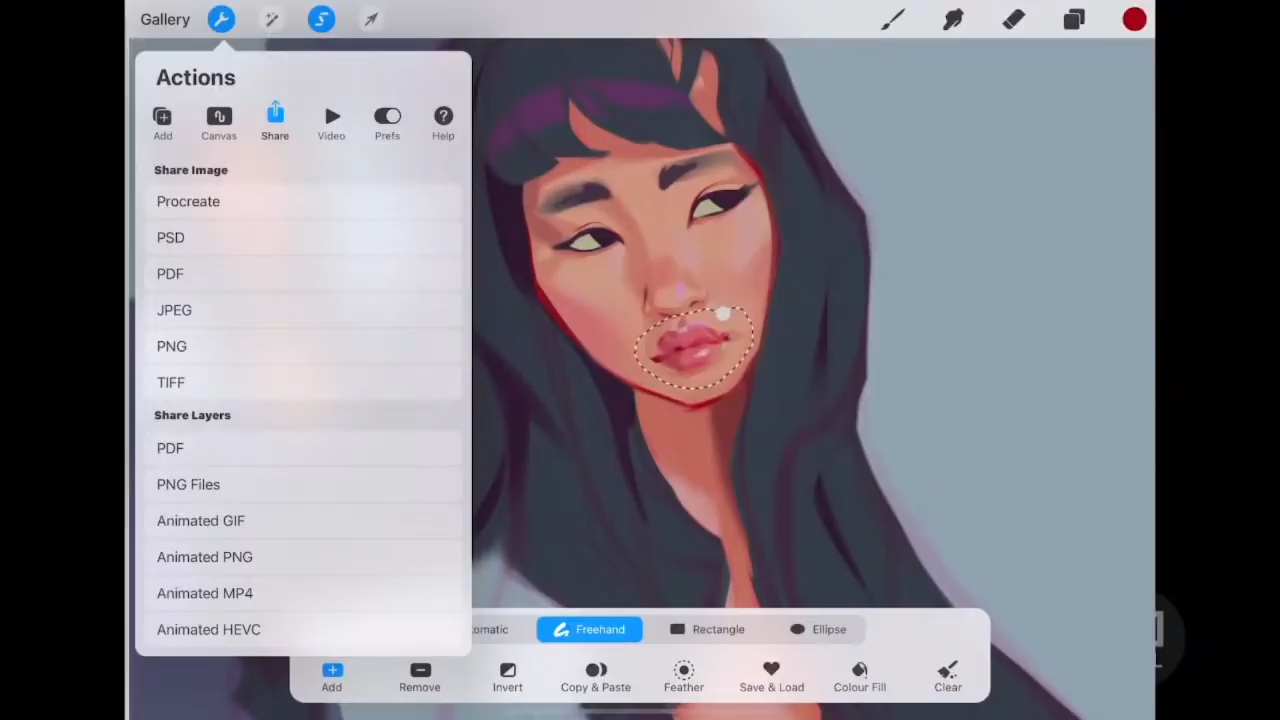 Gallery
Actions
Add Canvas Share Video Prefs Help
Share Image
Procreate
PSD
PDF
JPEG
PNG
TIFF
Share Layers
PDF
PNG Files
Animated GIF
Animated PNG
Animated MP4
Animated HEVC
tomatic Freehand Rectangle Ellipse
Add Remove Invert Copy & Paste Feather Save & Load Colour Fill Clear